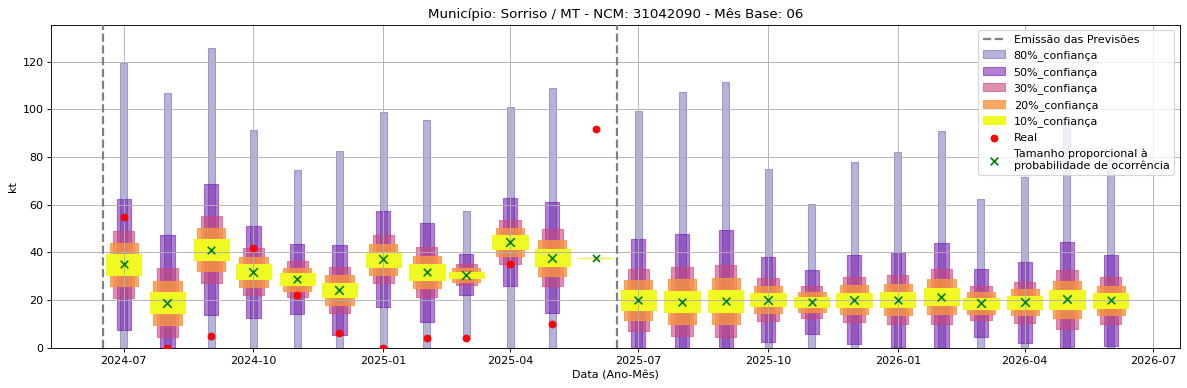 Município: Sorriso / MT - NCM: 31042090 - Mês Base: 06
Emissão das Previsões
80%_confiança
50%_confiança
30%_confiança
20%_confiança
10%_confiança
Real
Tamanho proporcional à
probabilidade de ocorrência
120
100
80
60
40
20
0
kt
2024-07 2024-10 2025-01 2025-04 2025-07 2025-10 2026-01 2026-04 2026-07
Data (Ano-Mês)